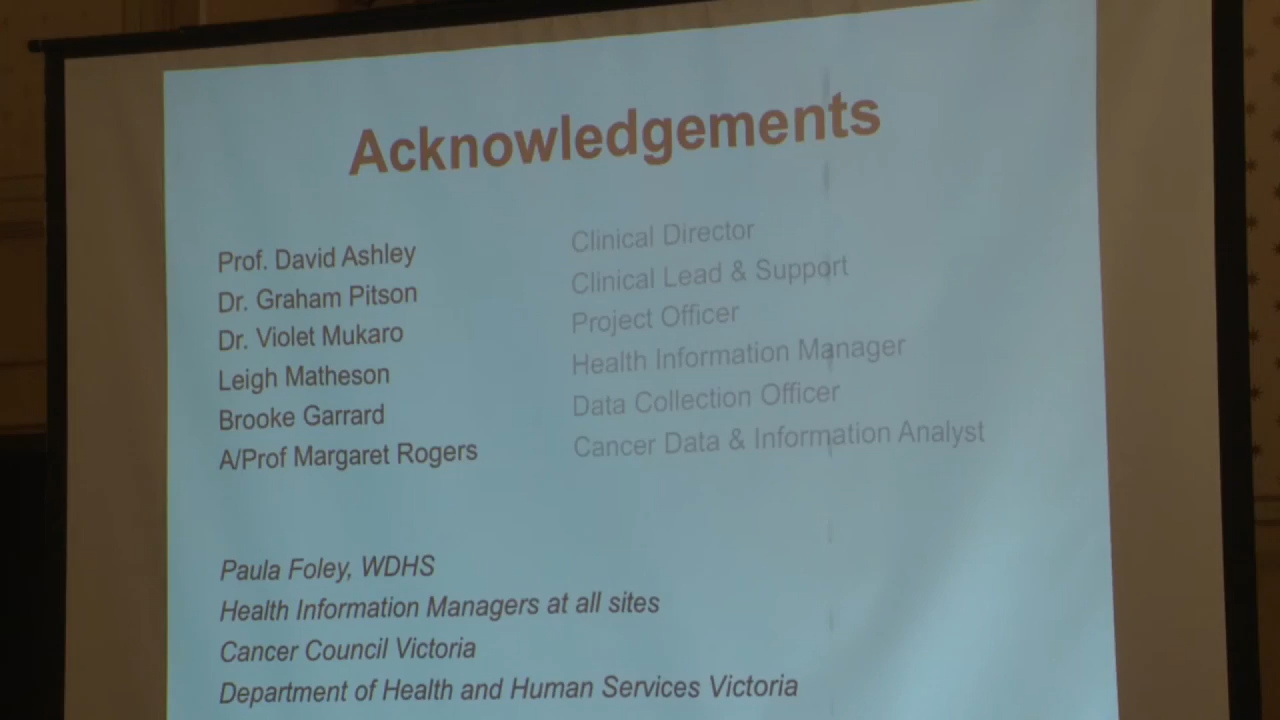 Acknowledgements
Prof. David Ashley Clinical Director
Dr. Graham Pitson Clinical Lead & Support
Dr. Violet Mukaro Project Officer
Leigh Matheson Health Information Manager
Brooke Garrard Data Collection Officer
A/Prof Margaret Rogers Cancer Data & Information Analyst
Paula Foley, WDHS
Health Information Managers at all sites
Cancer Council Victoria
Department of Health and Human Services Victoria